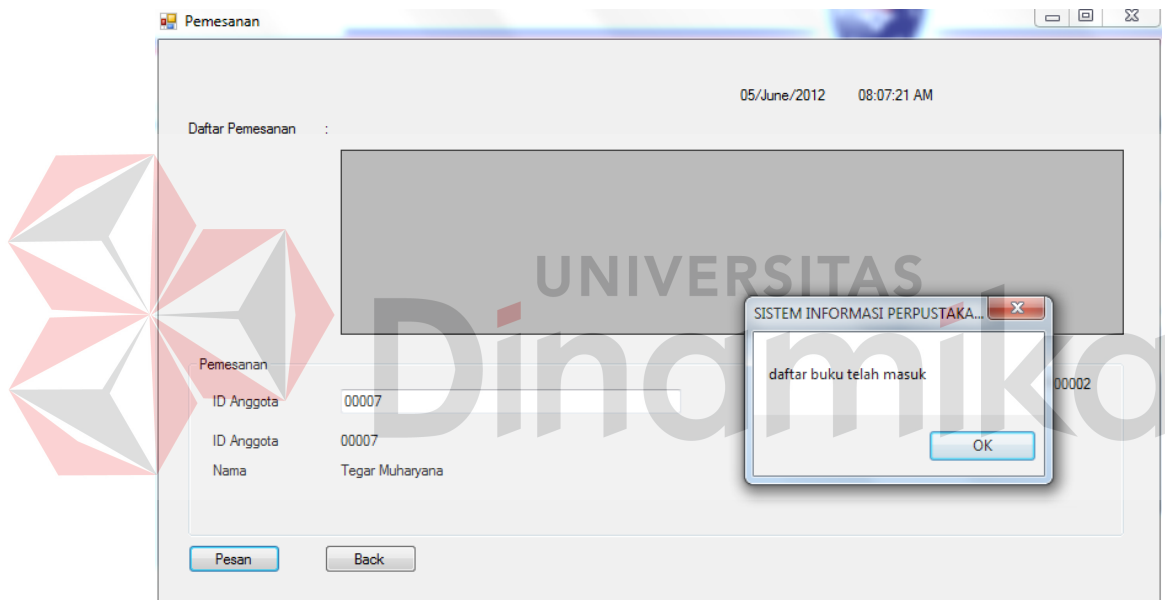 Pemesanan
05/June/2012 08:07:21 AM
Daftar Pemesanan :
UNIVERSITAS
Dinamika
SISTEM INFORMASI PERPUSTAKA...
daftar buku telah masuk
OK
Pemesanan
00002
ID Anggota 00007
ID Anggota 00007
Nama Tegar Muharyana
Pesan Back